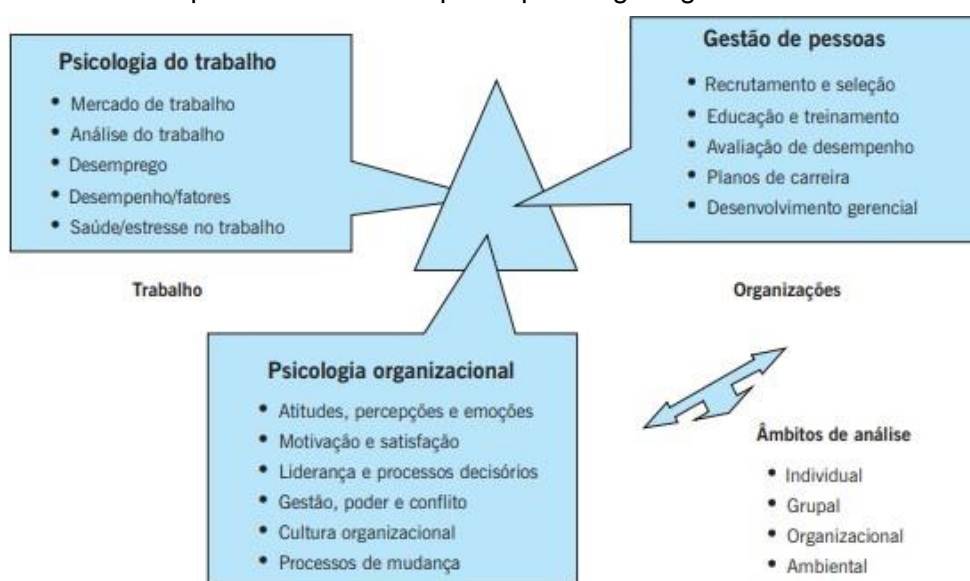 Psicologia do trabalho
• Mercado de trabalho
• Análise do trabalho
• Desemprego
• Desempenho/fatores
• Saúde/estresse no trabalho
Gestão de pessoas
• Recrutamento e seleção
• Educação e treinamento
• Avaliação de desempenho
• Planos de carreira
• Desenvolvimento gerencial
Trabalho
Organizações
Psicologia organizacional
• Atitudes, percepções e emoções
• Motivação e satisfação
• Liderança e processos decisórios
• Gestão, poder e conflito
• Cultura organizacional
• Processos de mudança
Âmbitos de análise
• Individual
• Grupal
• Organizacional
• Ambiental